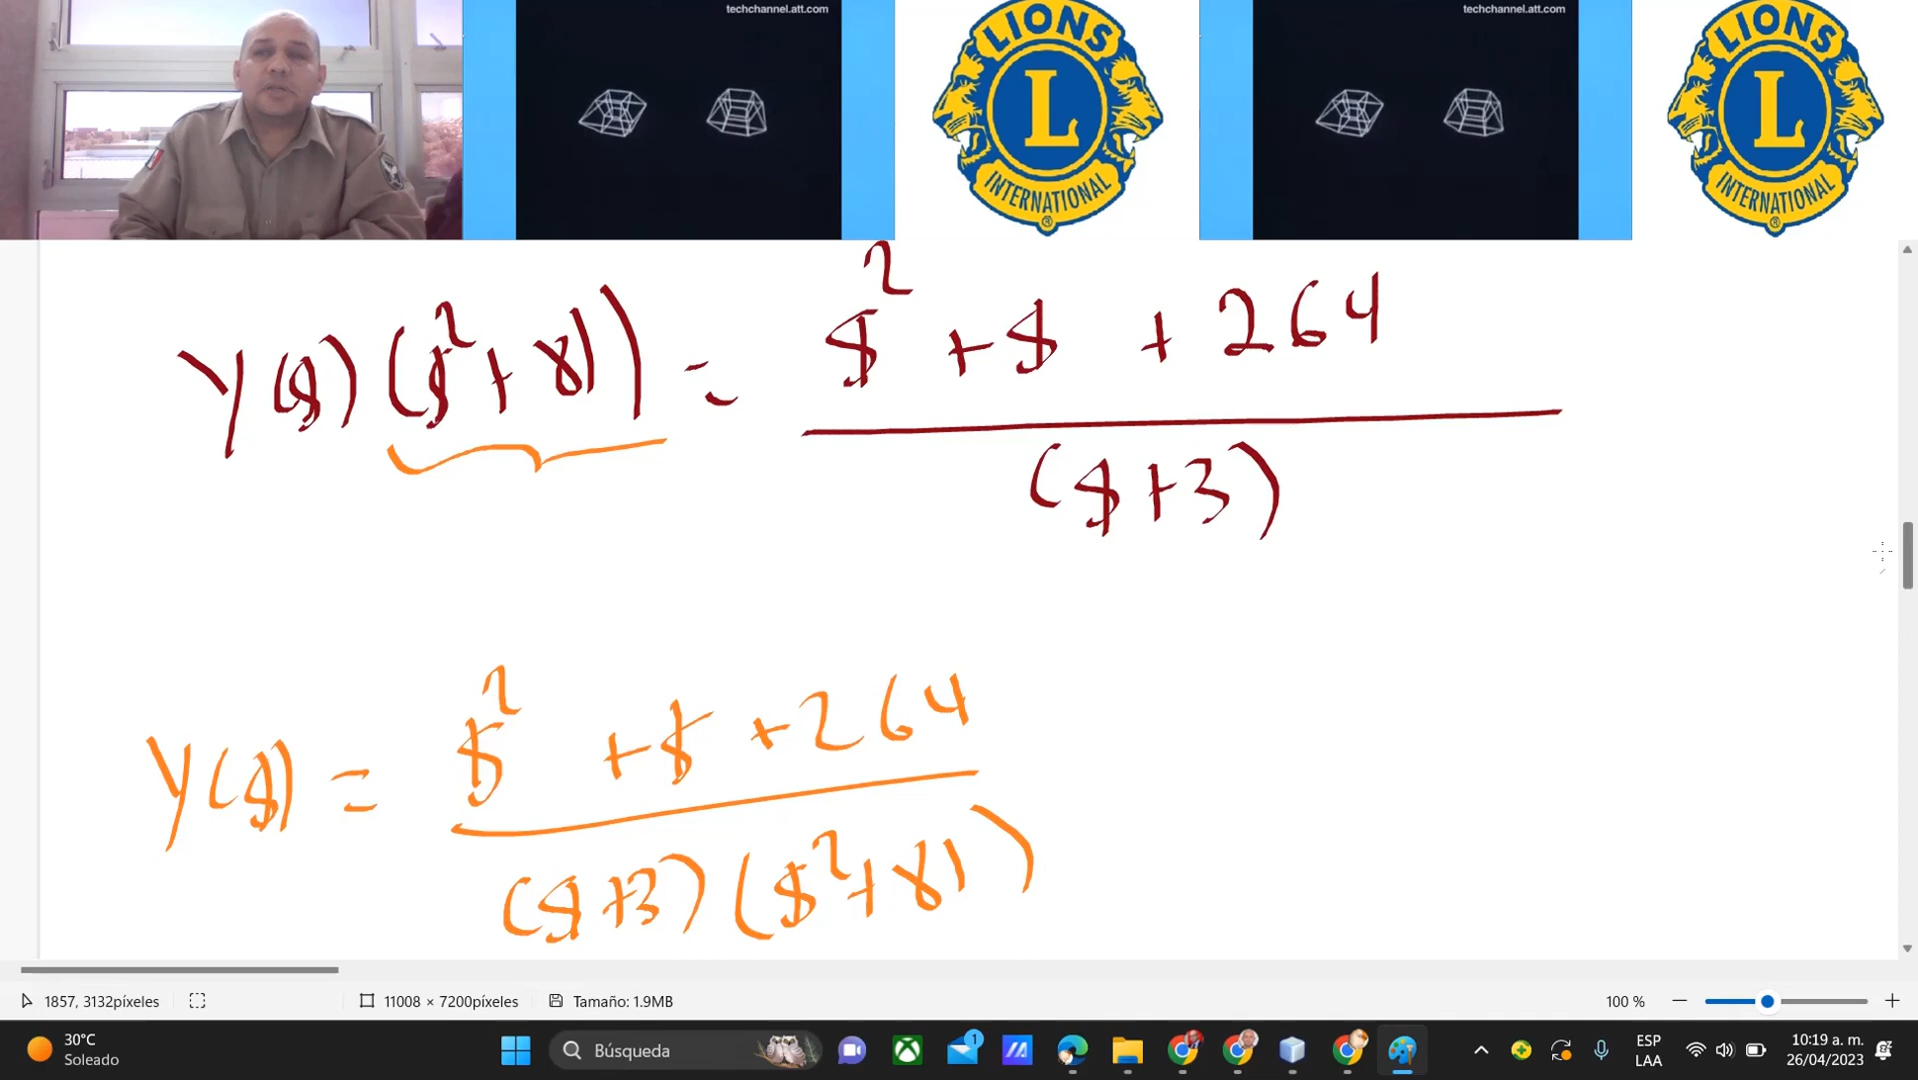 techchannel.att.com
techchannel.att.com
LIONS
L
INTERNATIONAL
®
LIONS
L
INTERNATIONAL
®
Y(s)(s²+81) = s² + s + 264
(s+3)
Y(s) = s² + s + 264
(s+3)(s²+81)
1857, 3132píxeles
11008 × 7200píxeles
Tamaño: 1.9MB
100 %
30°C
Soleado
Búsqueda
1
ESP
LAA
10:19 a. m.
26/04/2023